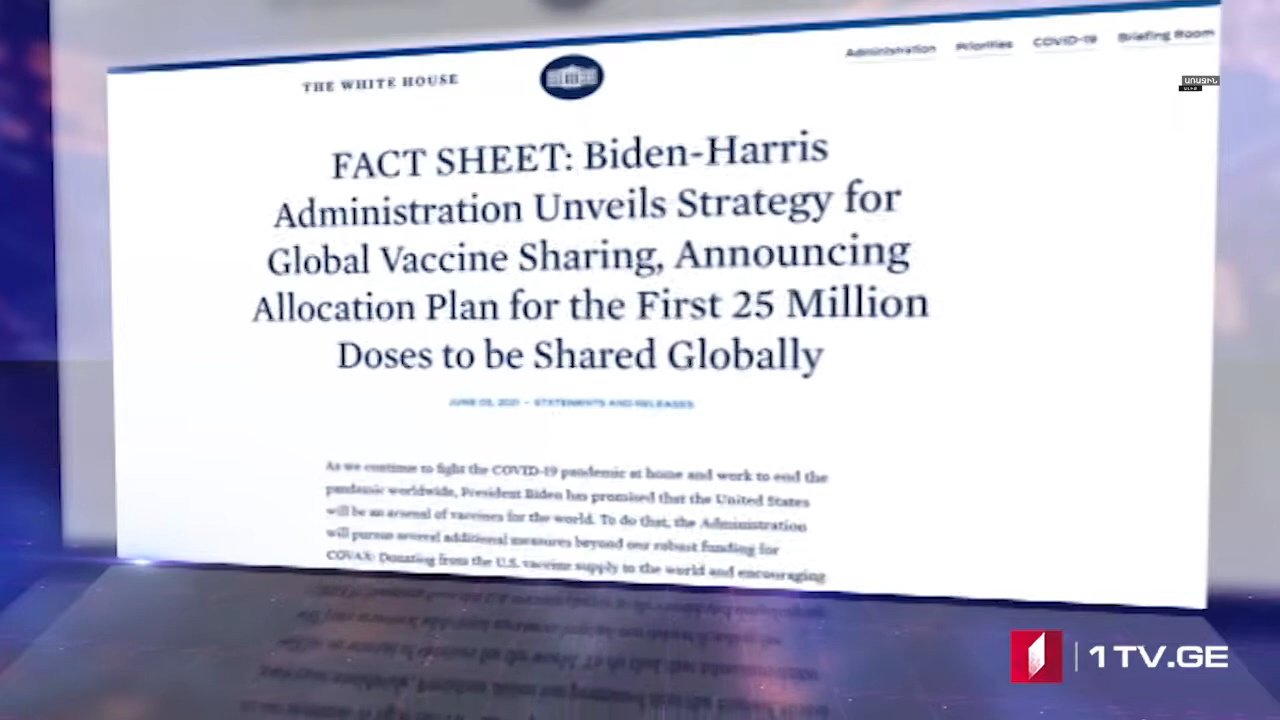 THE WHITE HOUSE
Administration Priorities COVID-19 Briefing Room
ԱՌԱՋԻՆ
ԱԼԻՔ
FACT SHEET: Biden-Harris
Administration Unveils Strategy for
Global Vaccine Sharing, Announcing
Allocation Plan for the First 25 Million
Doses to be Shared Globally
JUNE 03, 2021 • STATEMENTS AND RELEASES
As we continue to fight the COVID-19 pandemic at home and work to end the
pandemic worldwide, President Biden has promised that the United States
will be an arsenal of vaccines for the world. To do that, the Administration
will pursue several additional measures beyond our robust funding for
COVAX: Donating from the U.S. vaccine supply to the world and encouraging
1TV.GE